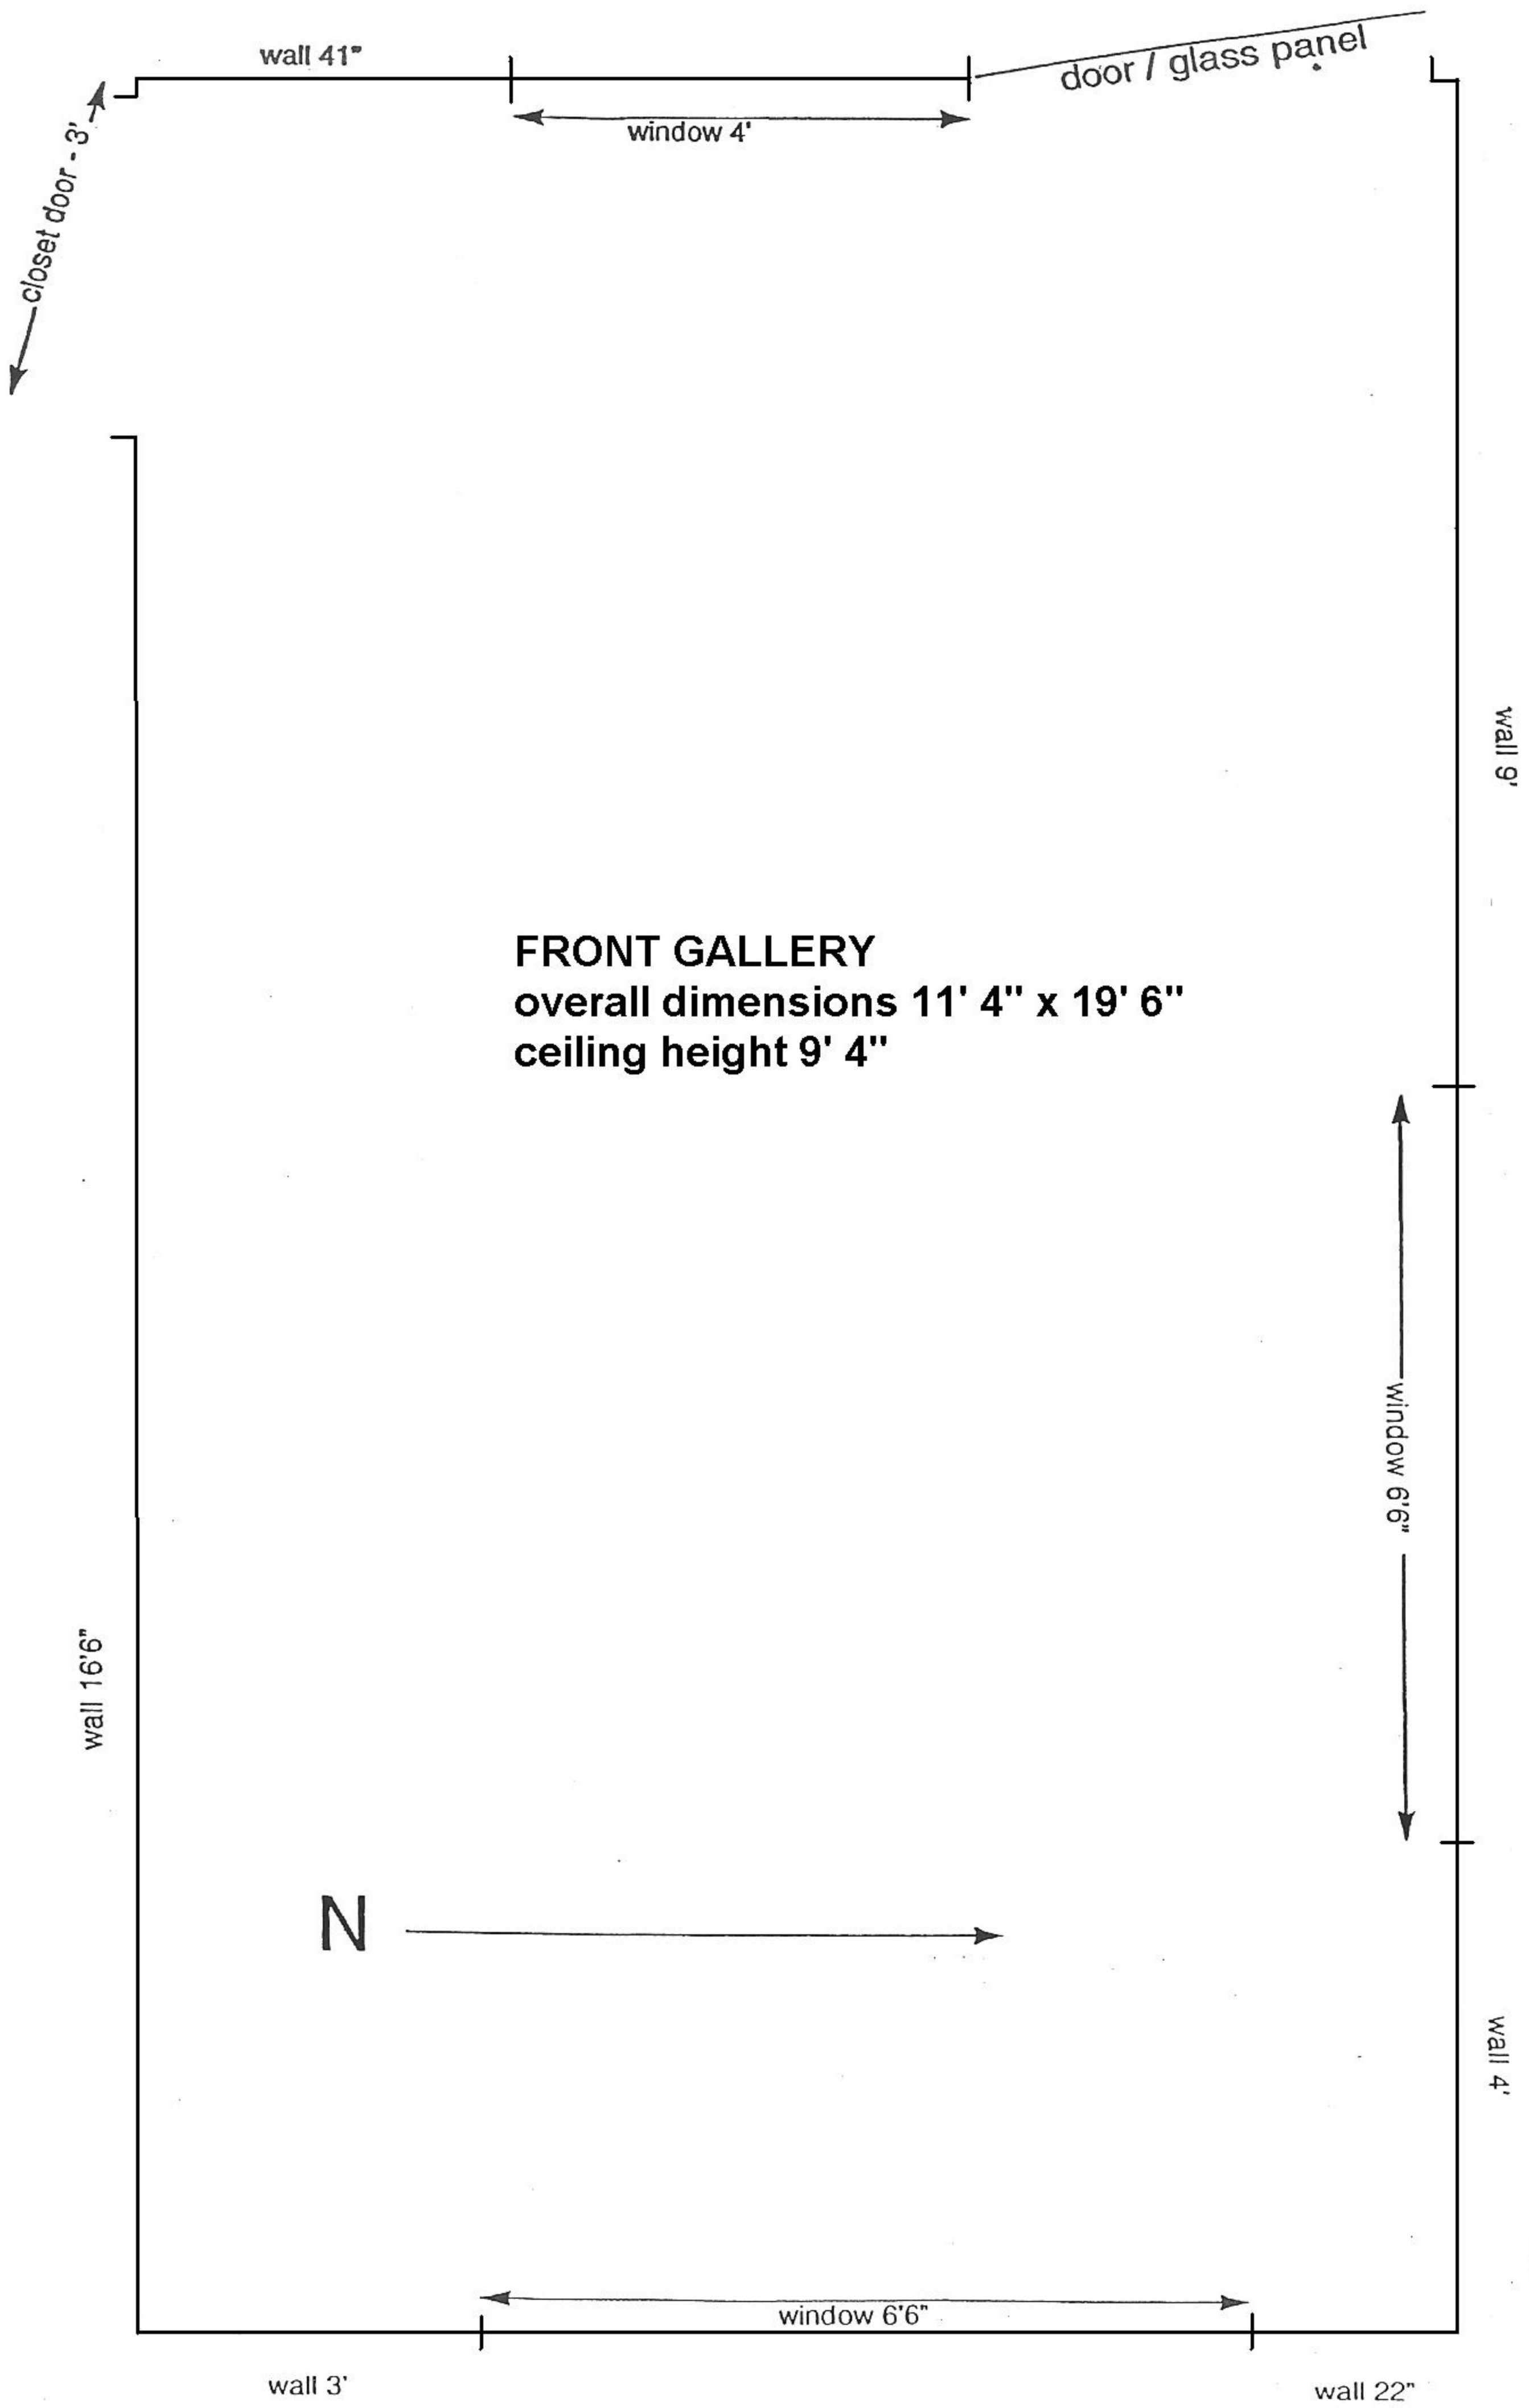 wall 41"
door / glass panel
window 4'
closet door - 3'
wall 9'
FRONT GALLERY
overall dimensions 11' 4" x 19' 6"
ceiling height 9' 4"
window 6'6"
wall 16'6"
N
wall 4'
window 6'6"
wall 3'
wall 22"